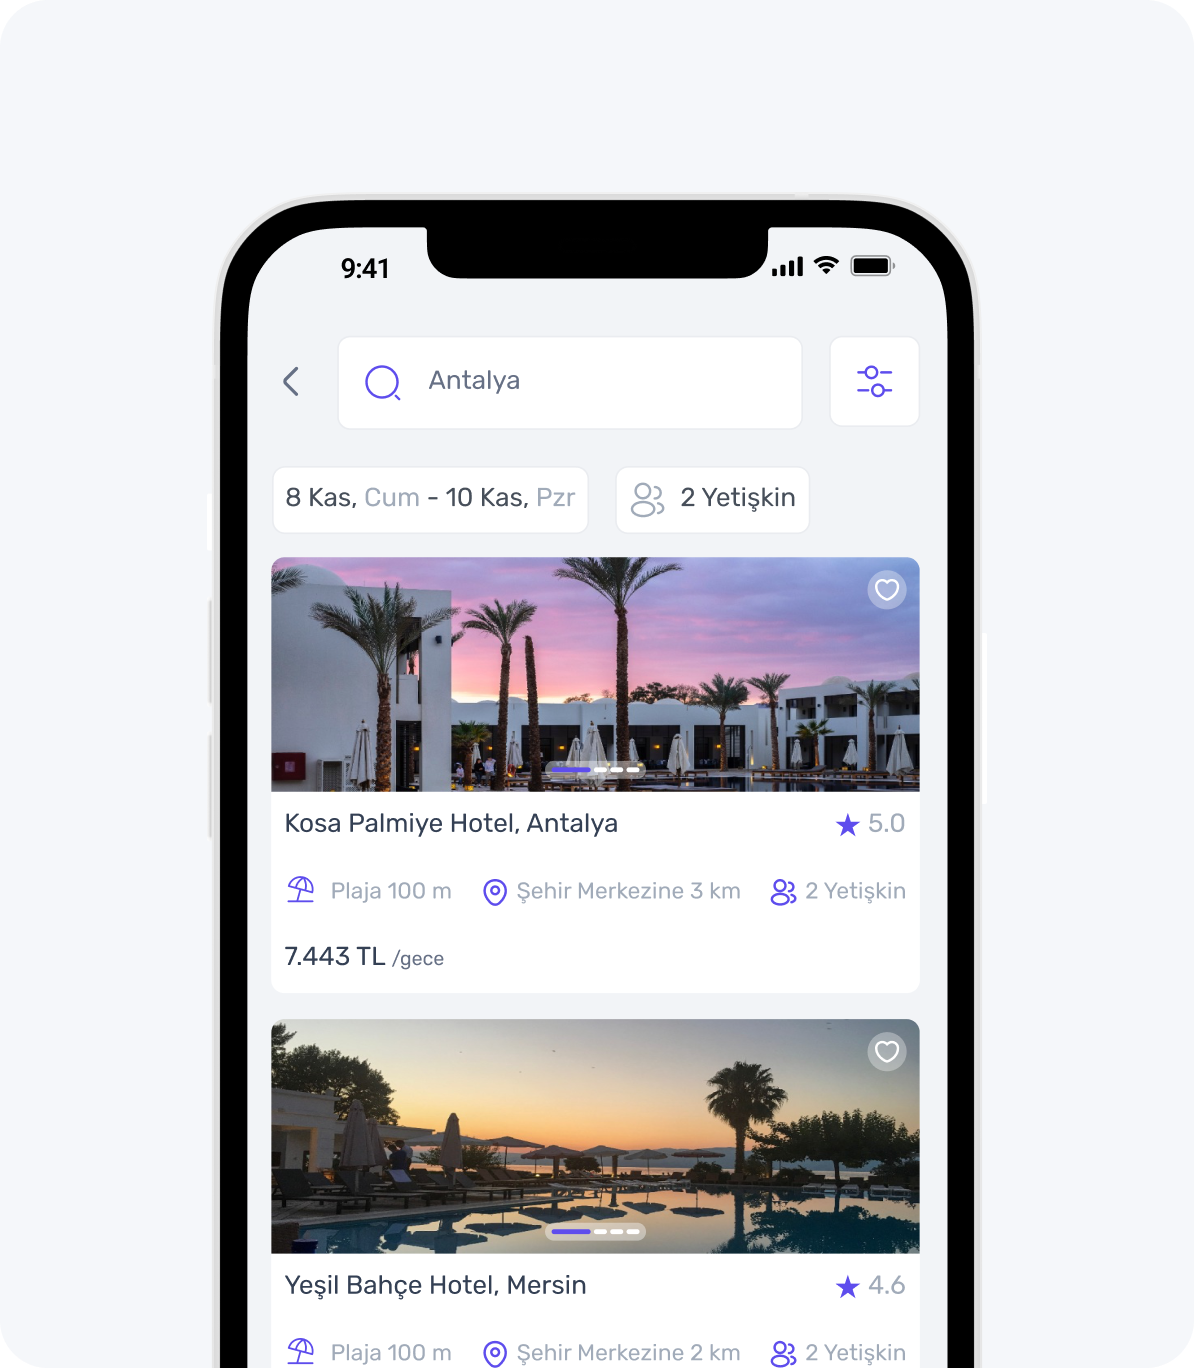 9:41
Antalya
8 Kas, Cum - 10 Kas, Pzr
2 Yetişkin
Kosa Palmiye Hotel, Antalya
5.0
Plaja 100 m
Şehir Merkezine 3 km
2 Yetişkin
7.443 TL /gece
Yeşil Bahçe Hotel, Mersin
4.6
Plaja 100 m
Şehir Merkezine 2 km
2 Yetişkin